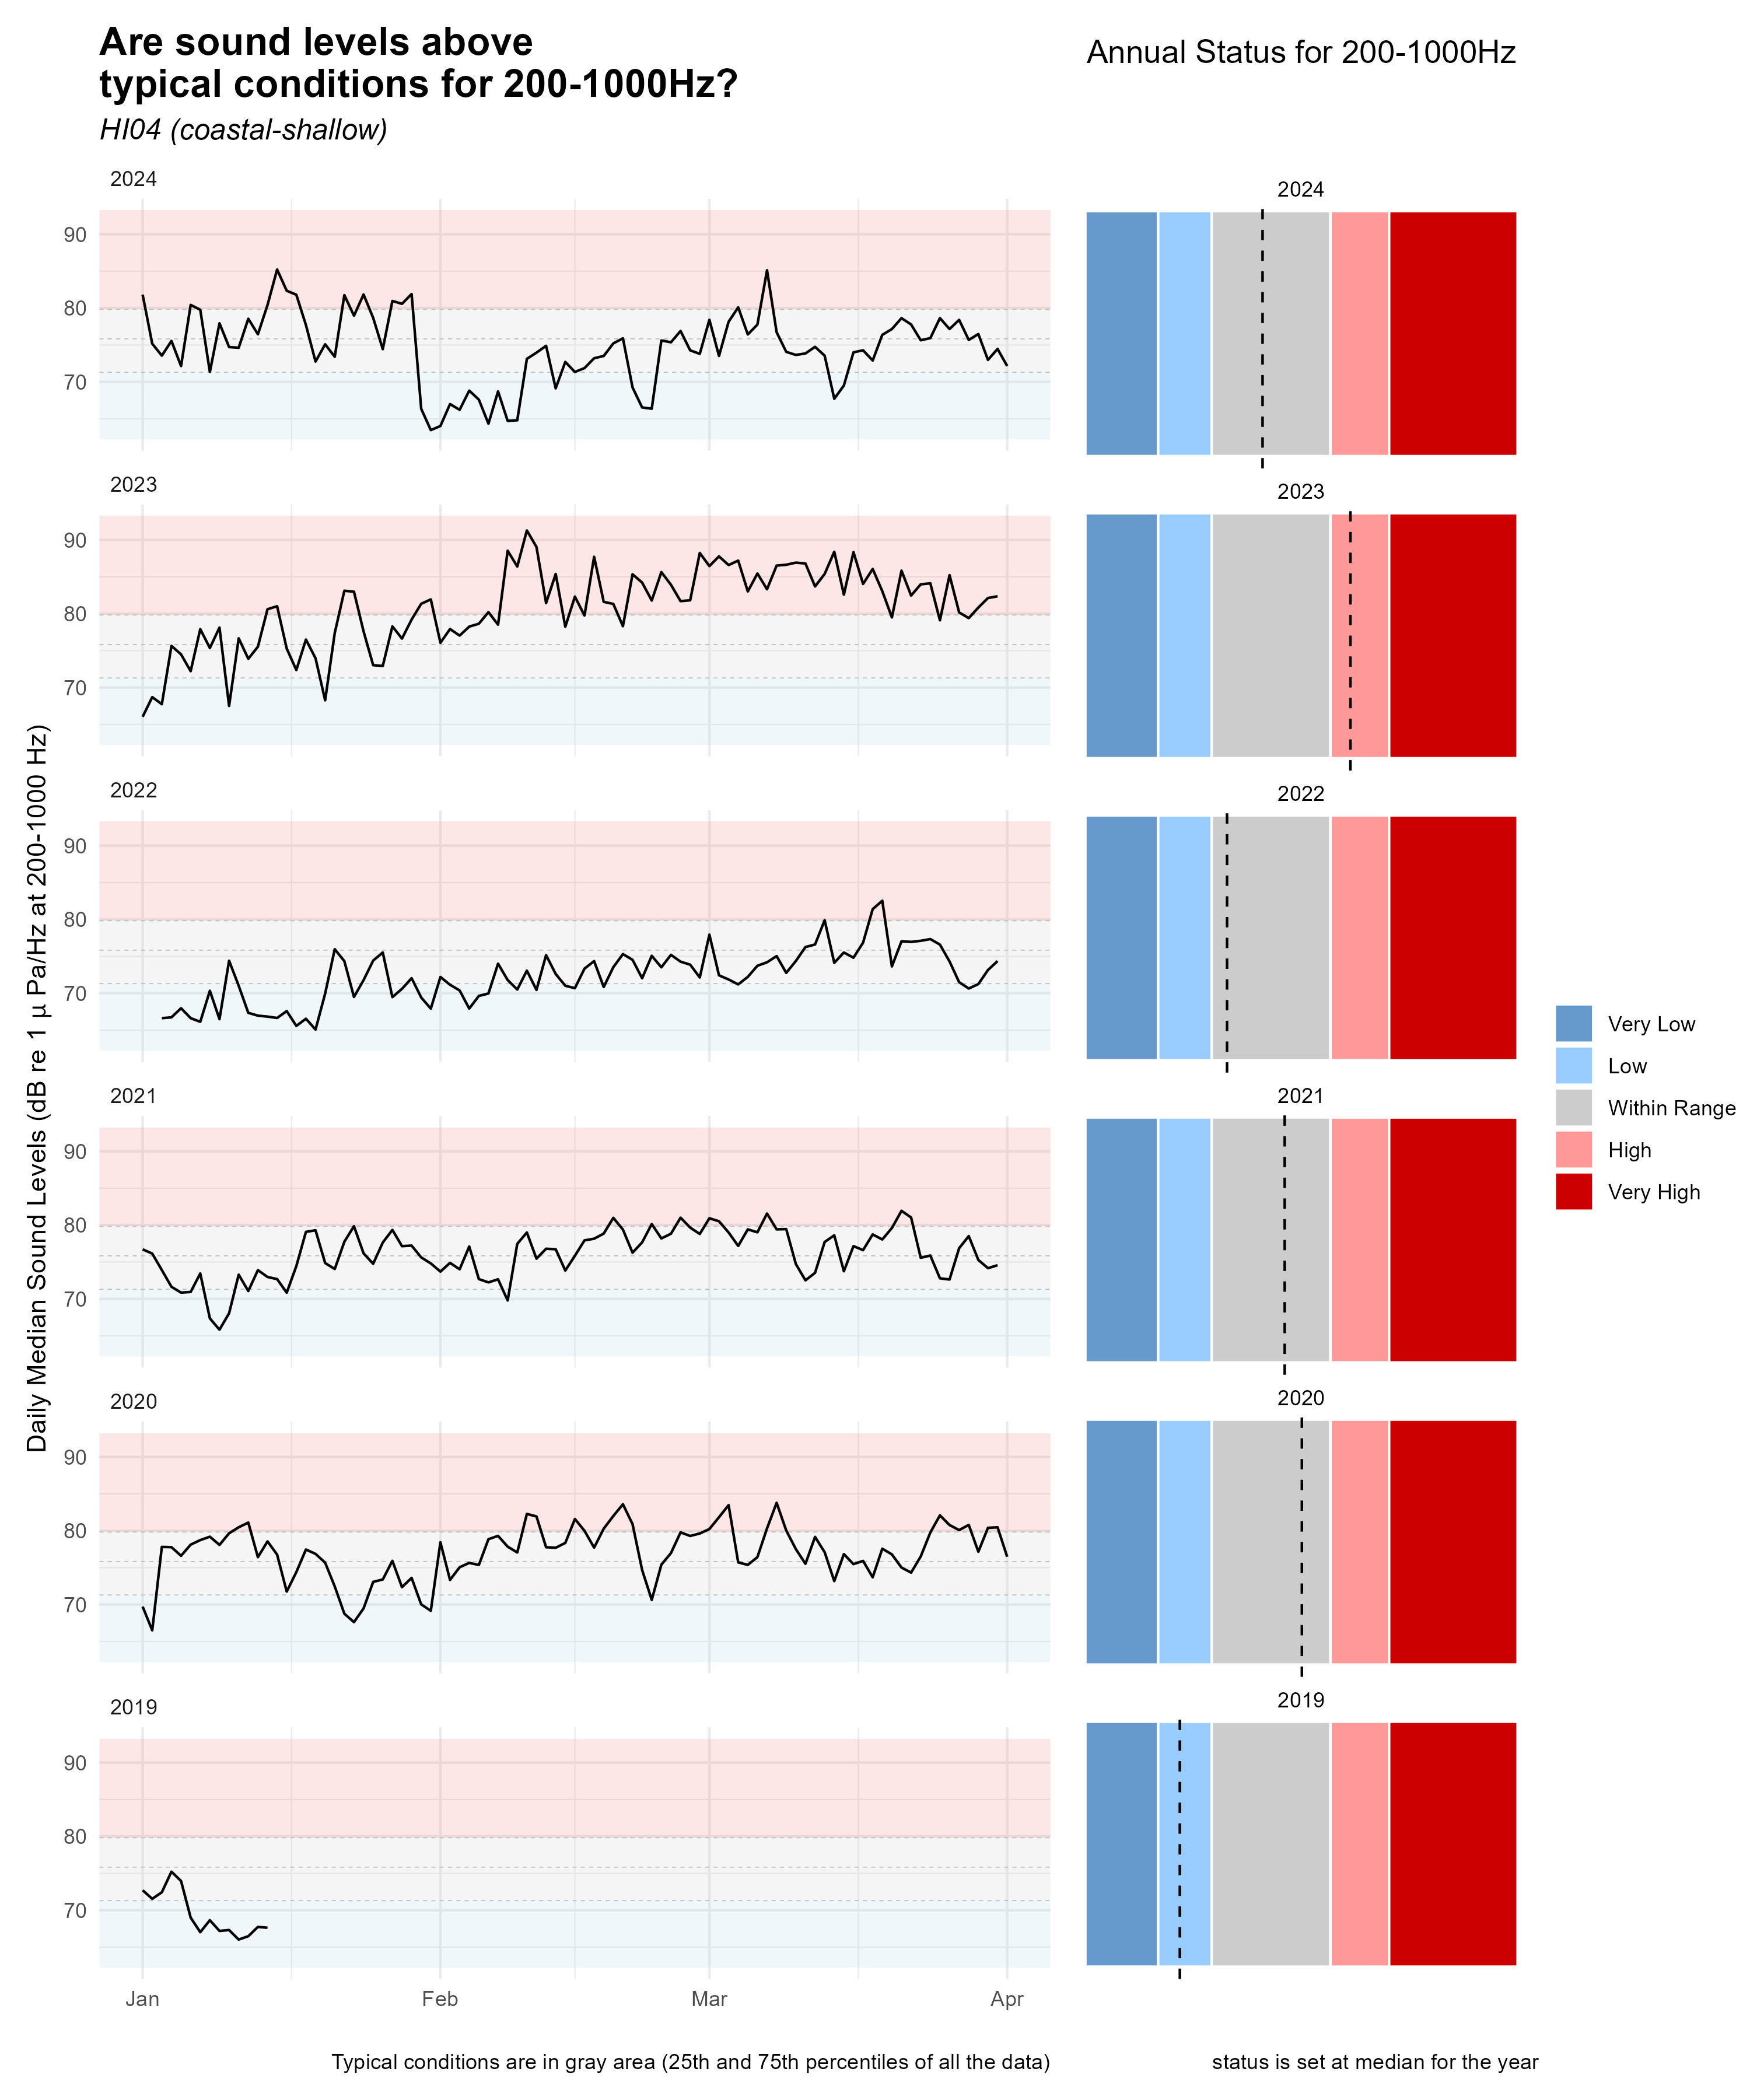 Are sound levels above
typical conditions for 200-1000Hz?
HI04 (coastal-shallow)
Annual Status for 200-1000Hz
Daily Median Sound Levels (dB re 1 μ Pa/Hz at 200-1000 Hz)
2024
90
80
70
2023
90
80
70
2022
90
80
70
2021
90
80
70
2020
90
80
70
2019
90
80
70
Jan Feb Mar Apr
Typical conditions are in gray area (25th and 75th percentiles of all the data)
2024
2023
2022
2021
2020
2019
status is set at median for the year
Very Low
Low
Within Range
High
Very High